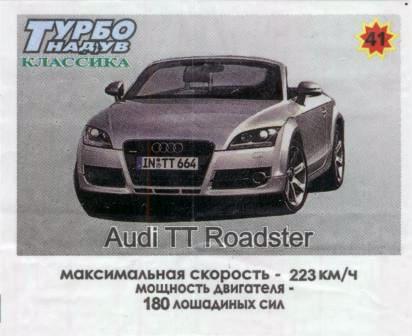 ТУРБО
НАДУВ
КЛАССИКА
41
IN TT 664
Audi TT Roadster
максимальная скорость - 223 км/ч
мощность двигателя -
180 лошадиных сил